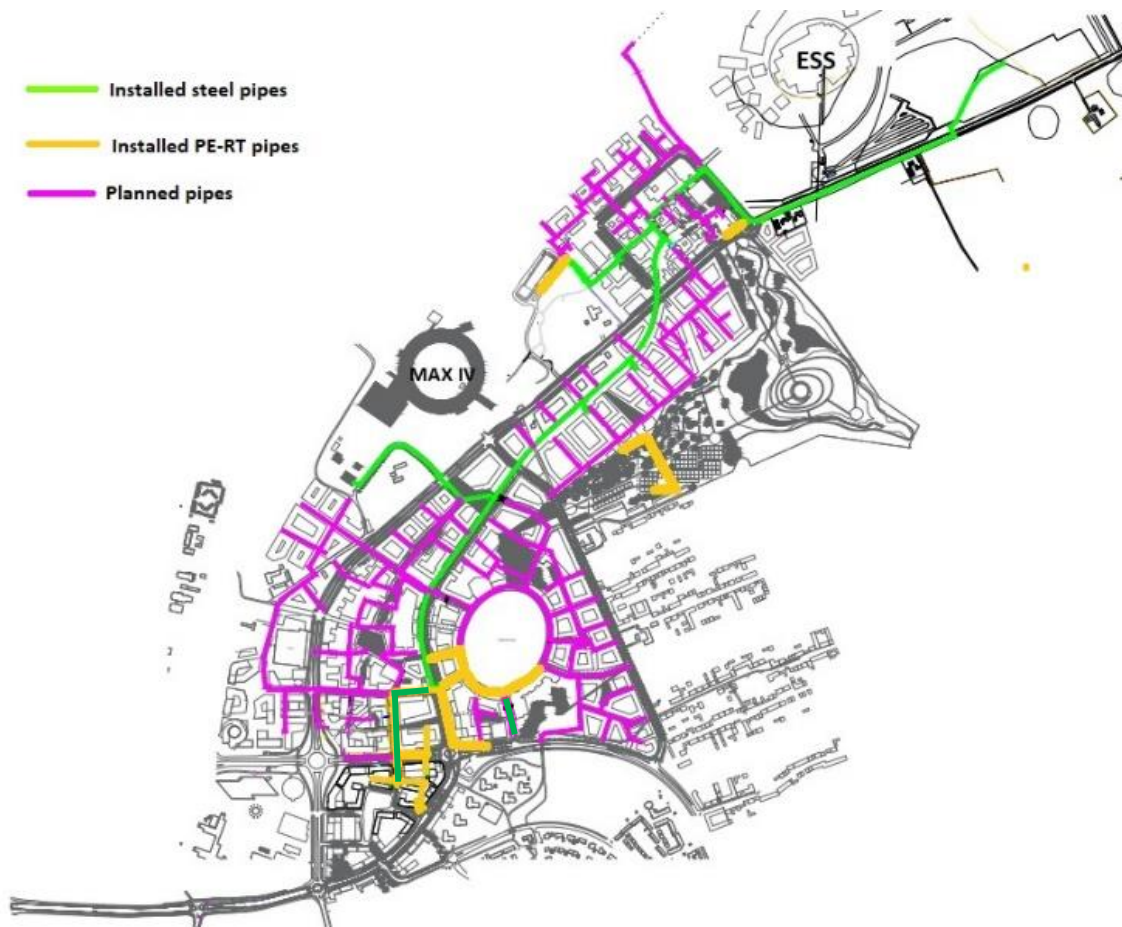 ESS
Installed steel pipes
Installed PE-RT pipes
Planned pipes
MAX IV